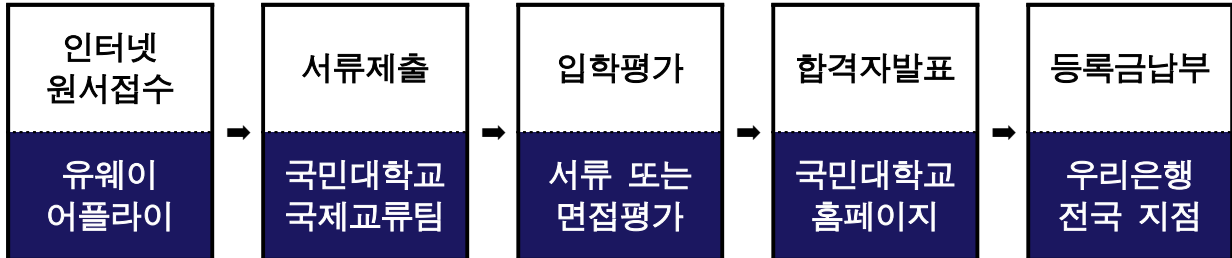 인터넷
원서접수
유웨이
어플라이
➡
서류제출
국민대학교
국제교류팀
➡
입학평가
서류 또는
면접평가
➡
합격자발표
국민대학교
홈페이지
➡
등록금납부
우리은행
전국 지점